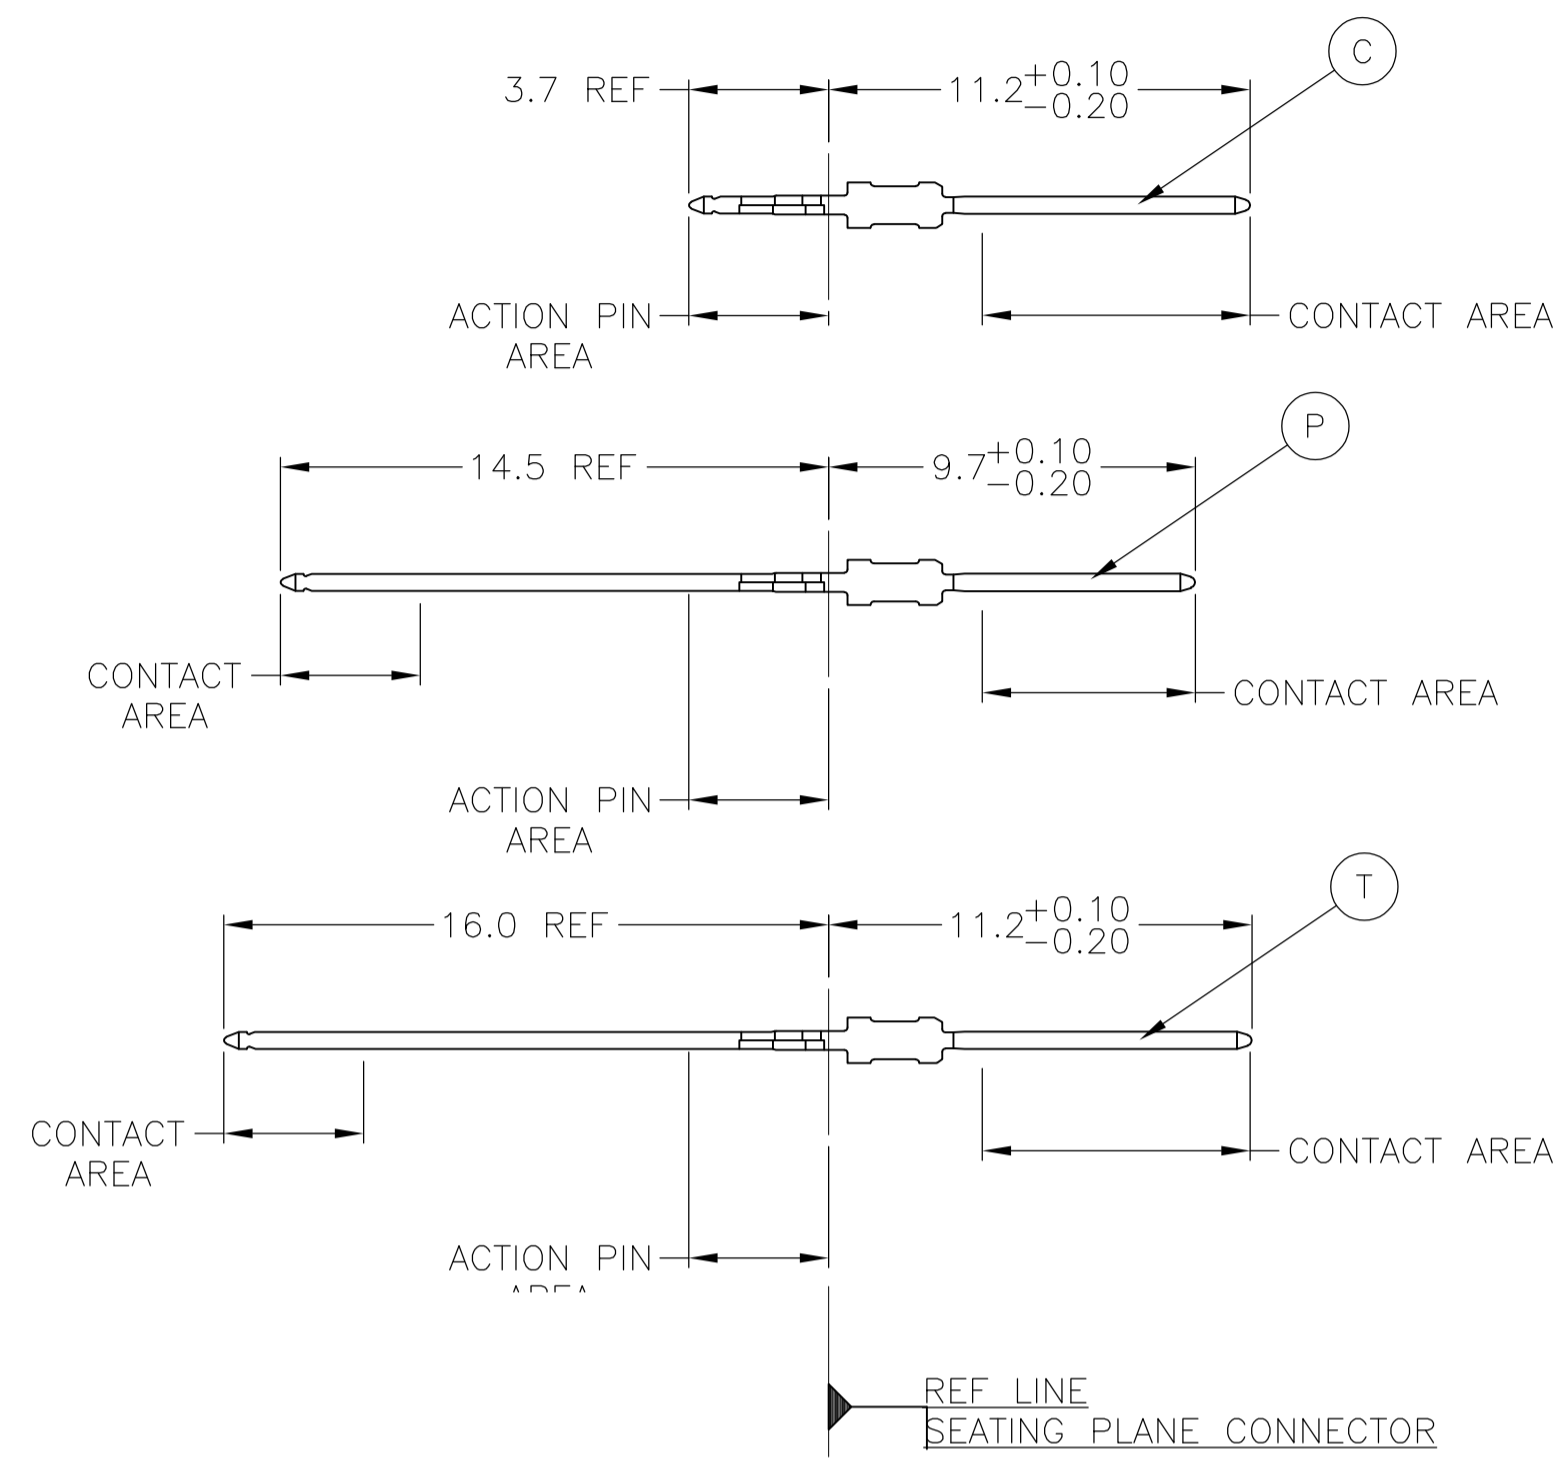 C
3.7 REF
11.2 +0.10 −0.20
ACTION PIN AREA
CONTACT AREA
P
14.5 REF
9.7 +0.10 −0.20
CONTACT AREA
CONTACT AREA
ACTION PIN AREA
T
16.0 REF
11.2 +0.10 −0.20
CONTACT AREA
CONTACT AREA
ACTION PIN
REF LINE
SEATING PLANE CONNECTOR